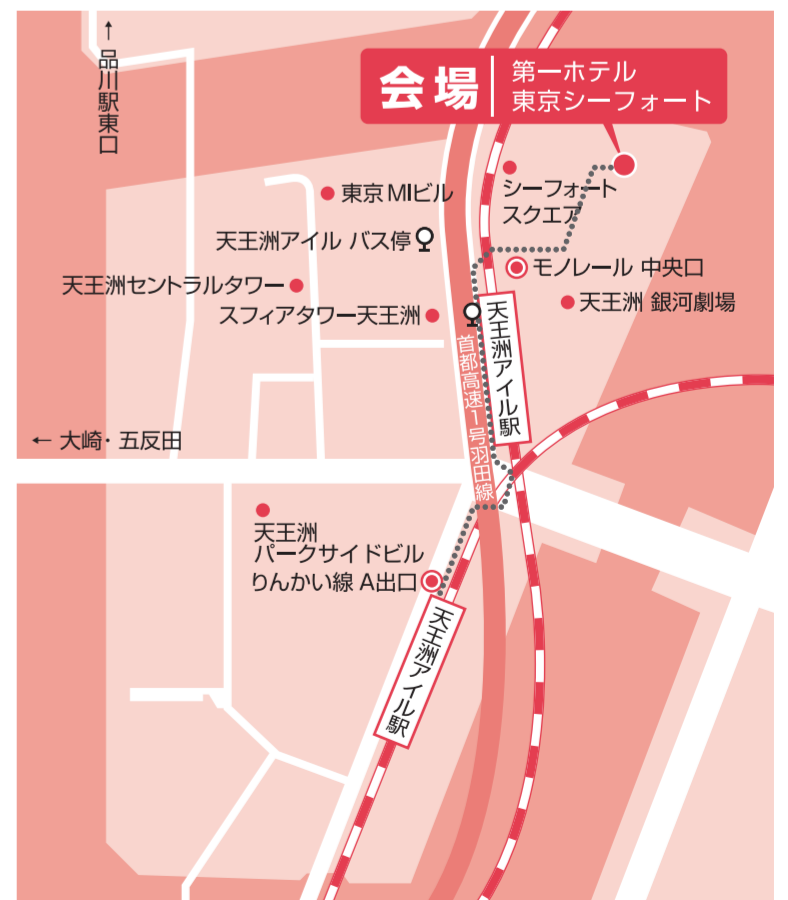 ↑
品川駅東口
会場
第一ホテル
東京シーフォート
シーフォート
スクエア
東京MIビル
天王洲アイル バス停
モノレール 中央口
天王洲セントラルタワー
天王洲 銀河劇場
スフィアタワー天王洲
天王洲アイル駅
首都高速1号羽田線
← 大崎・五反田
天王洲
パークサイドビル
りんかい線 A出口
天王洲アイル駅